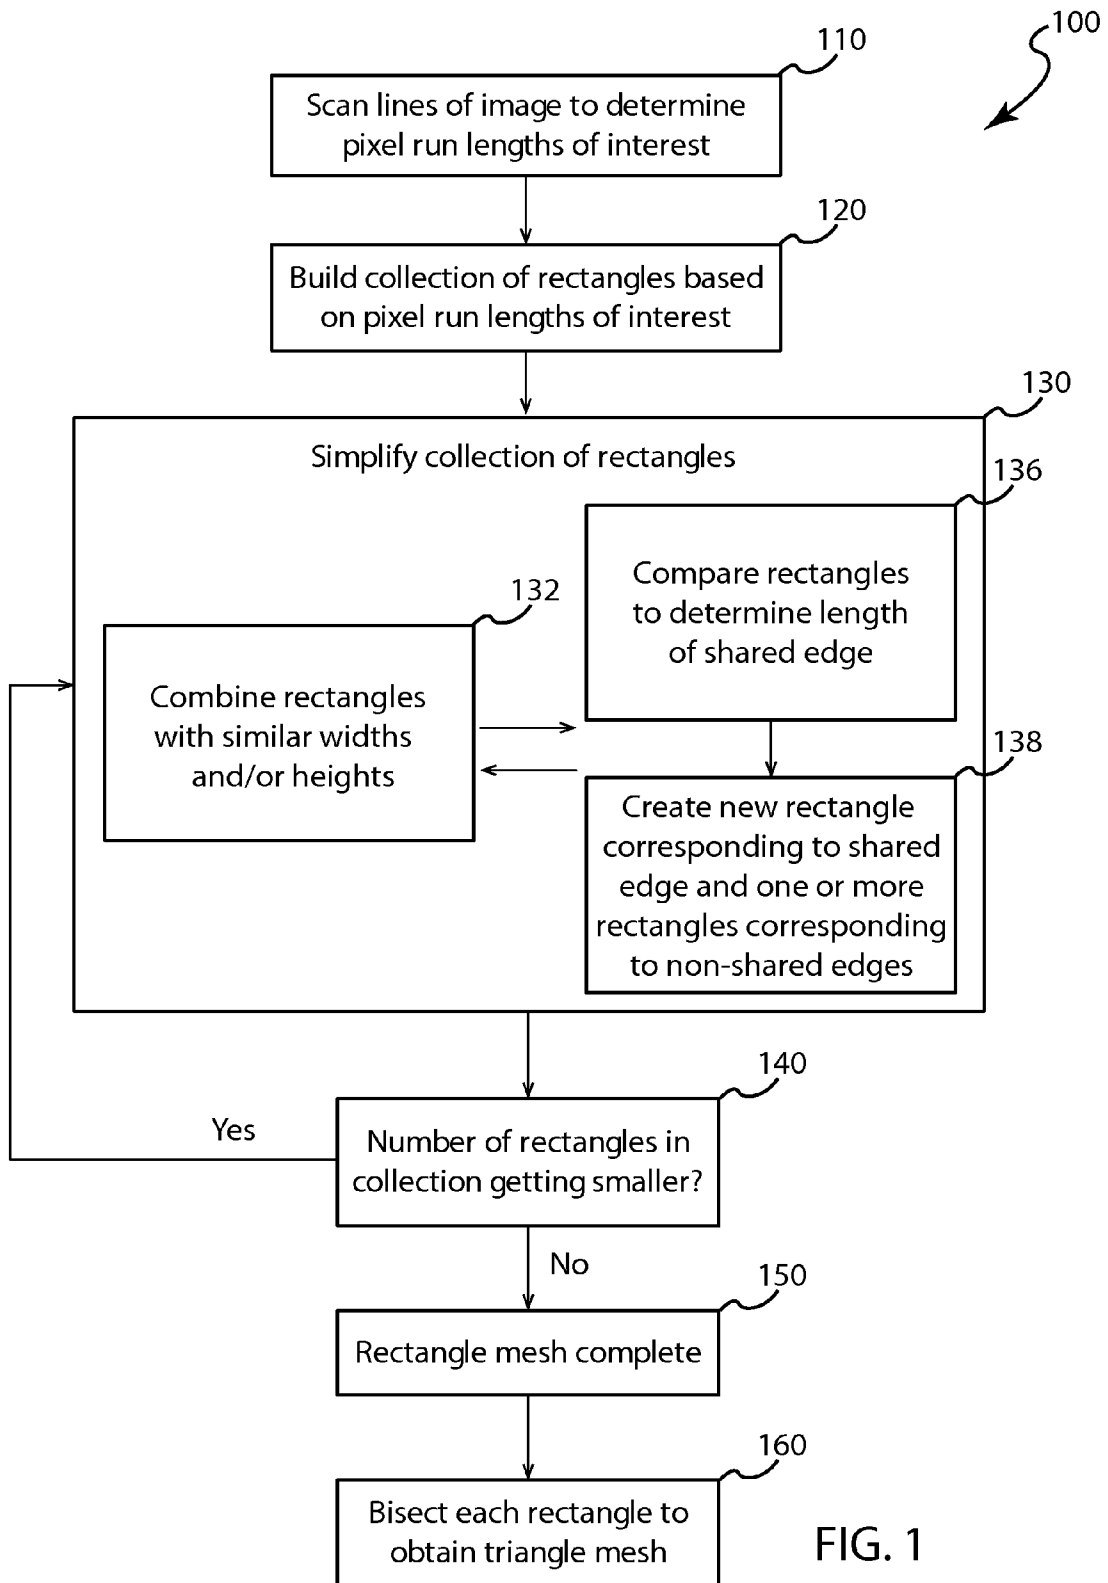 100
110
Scan lines of image to determine
pixel run lengths of interest
120
Build collection of rectangles based
on pixel run lengths of interest
130
Simplify collection of rectangles
136
Compare rectangles
to determine length
of shared edge
132
Combine rectangles
with similar widths
and/or heights
138
Create new rectangle
corresponding to shared
edge and one or more
rectangles corresponding
to non-shared edges
140
Number of rectangles in
collection getting smaller?
Yes
No
150
Rectangle mesh complete
160
Bisect each rectangle to
obtain triangle mesh
FIG. 1